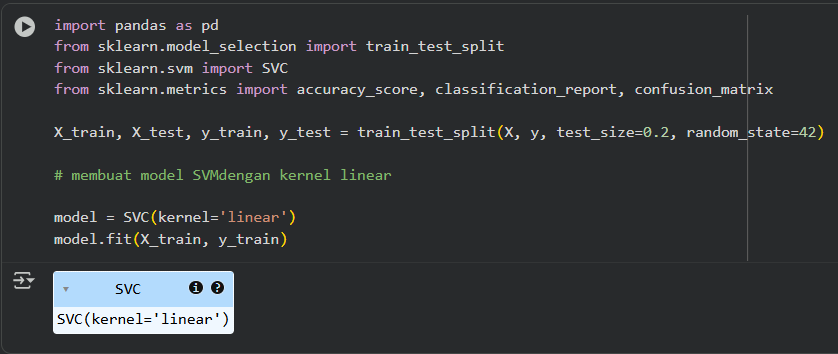 import pandas as pd
from sklearn.model_selection import train_test_split
from sklearn.svm import SVC
from sklearn.metrics import accuracy_score, classification_report, confusion_matrix
X_train, X_test, y_train, y_test = train_test_split(X, y, test_size=0.2, random_state=42)
# membuat model SVMdengan kernel linear
model = SVC(kernel='linear')
model.fit(X_train, y_train)
SVC
SVC(kernel='linear')